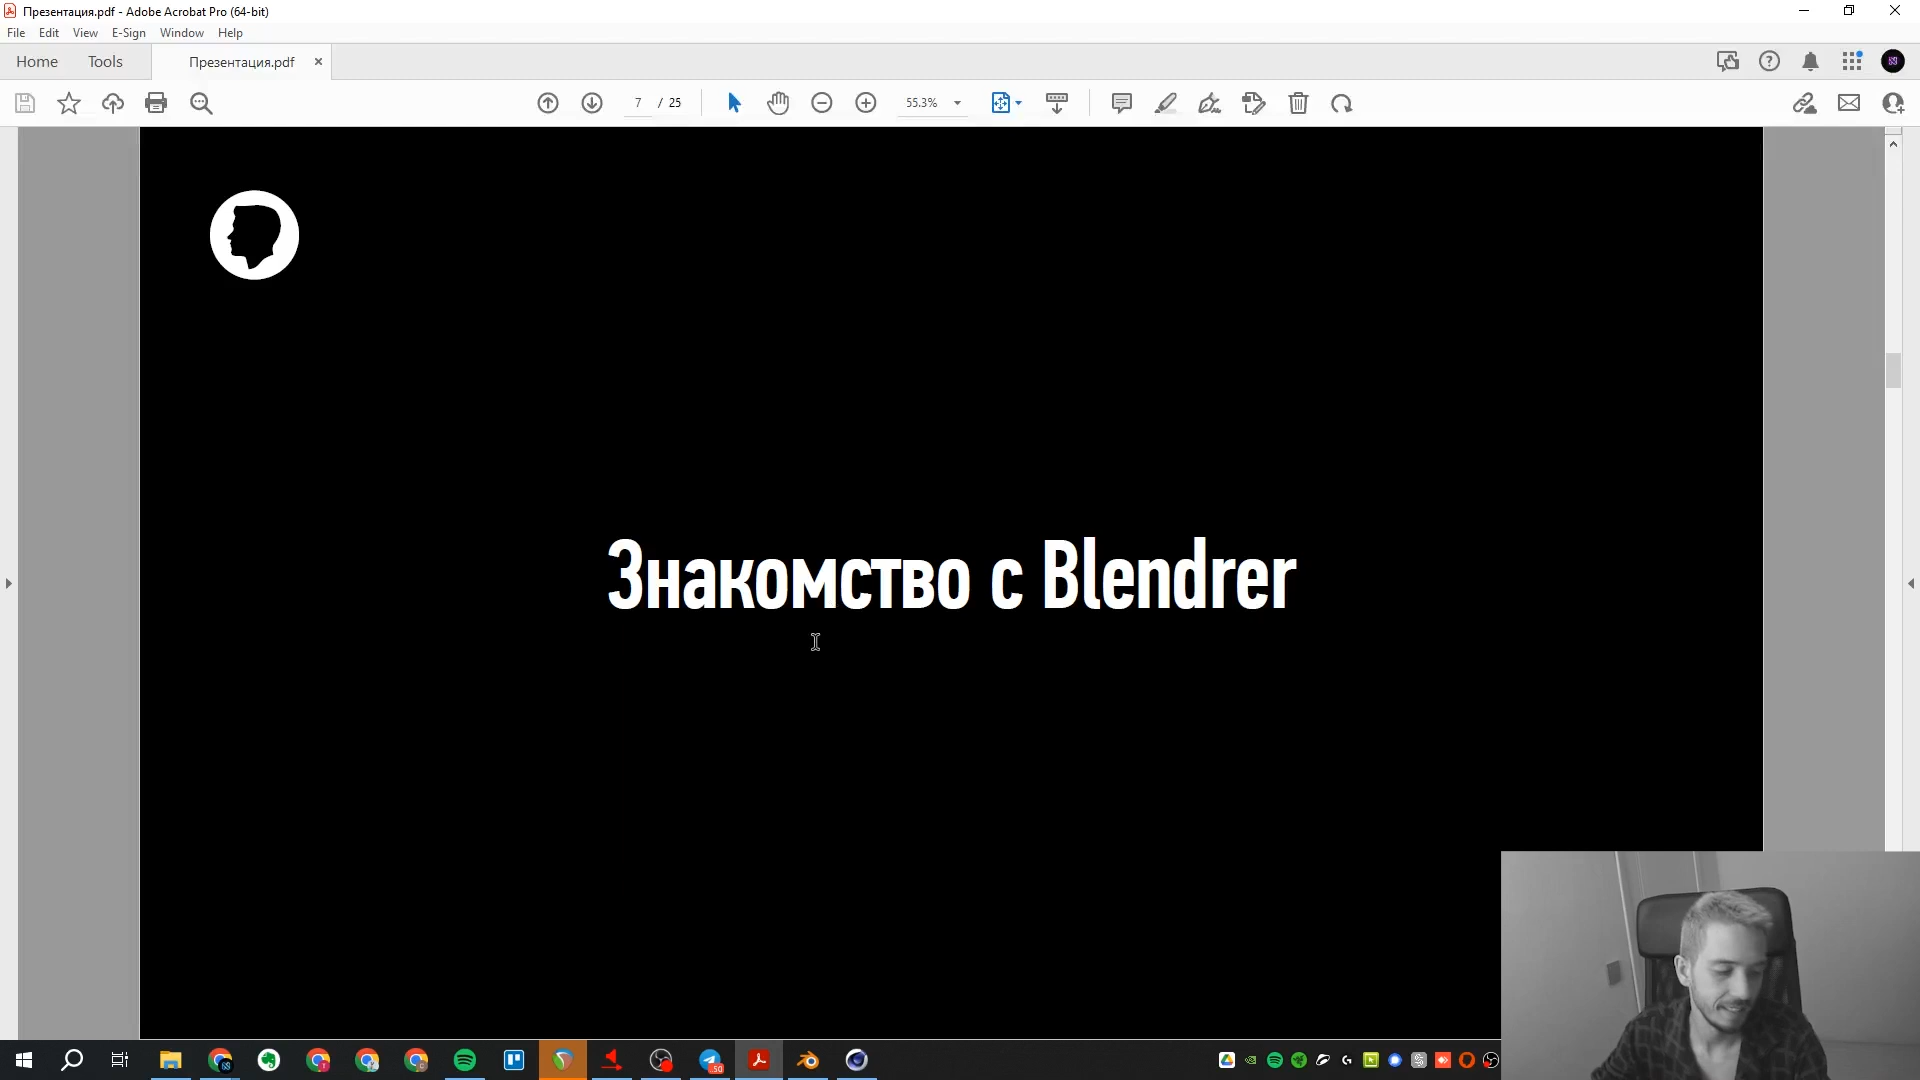 Презентация.pdf - Adobe Acrobat Pro (64-bit)
File Edit View E-Sign Window Help
Home Tools Презентация.pdf
7 / 25 55.3%
Знакомство с Blendrer
50